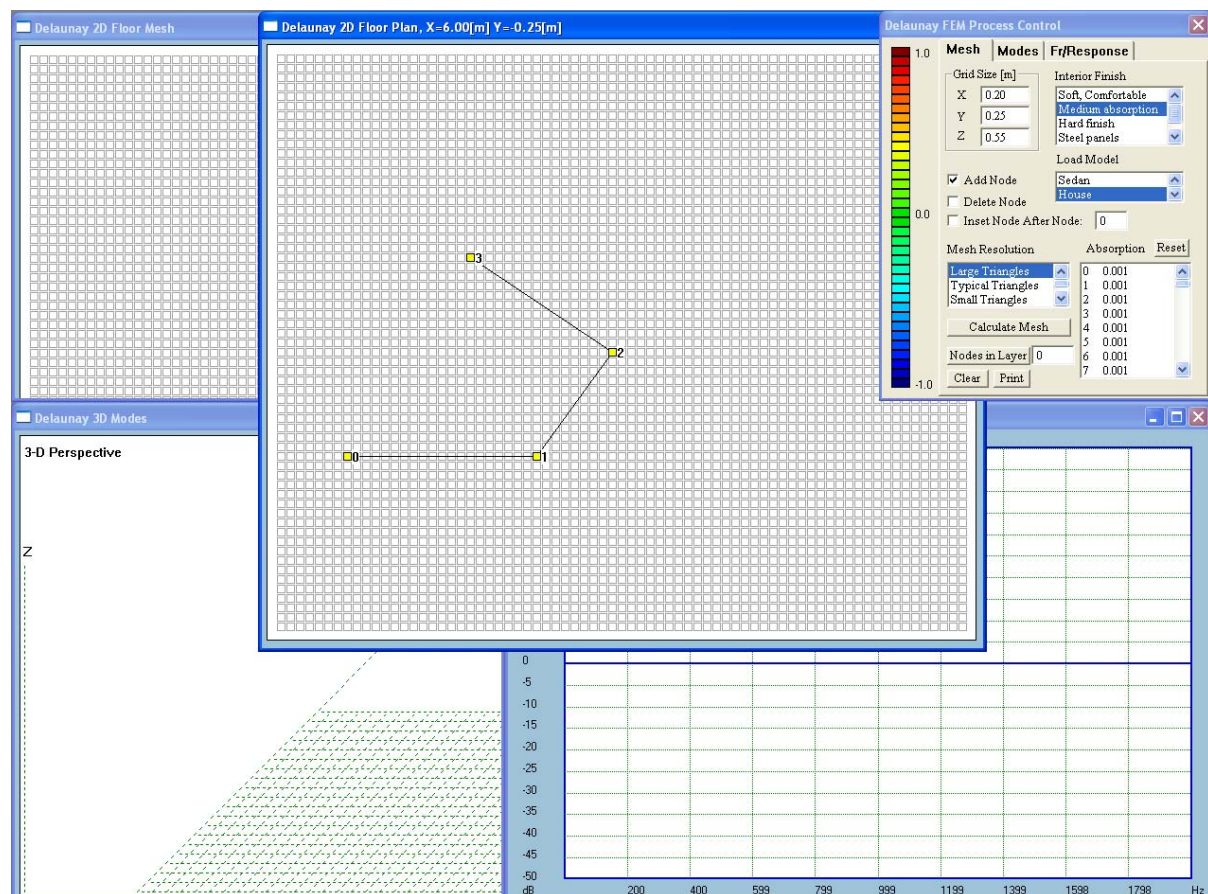 Delaunay 2D Floor Mesh
Delaunay 2D Floor Plan, X=6.00[m] Y=-0.25[m]
3
2
0
1
Delaunay FEM Process Control
1.0
0.0
-1.0
Mesh Modes Fr/Response
Grid Size [m]
X 0.20
Y 0.25
Z 0.55
Interior Finish
Soft, Comfortable
Medium absorption
Hard finish
Steel panels
Load Model
Sedan
House
Add Node
Delete Node
Inset Node After Node: 0
Mesh Resolution
Large Triangles
Typical Triangles
Small Triangles
Calculate Mesh
Nodes in Layer 0
Clear Print
Absorption Reset
0 0.001
1 0.001
2 0.001
3 0.001
4 0.001
5 0.001
6 0.001
7 0.001
Delaunay 3D Modes
3-D Perspective
Z
0
-5
-10
-15
-20
-25
-30
-35
-40
-45
-50
dB 200 400 599 799 999 1199 1399 1598 1798 Hz